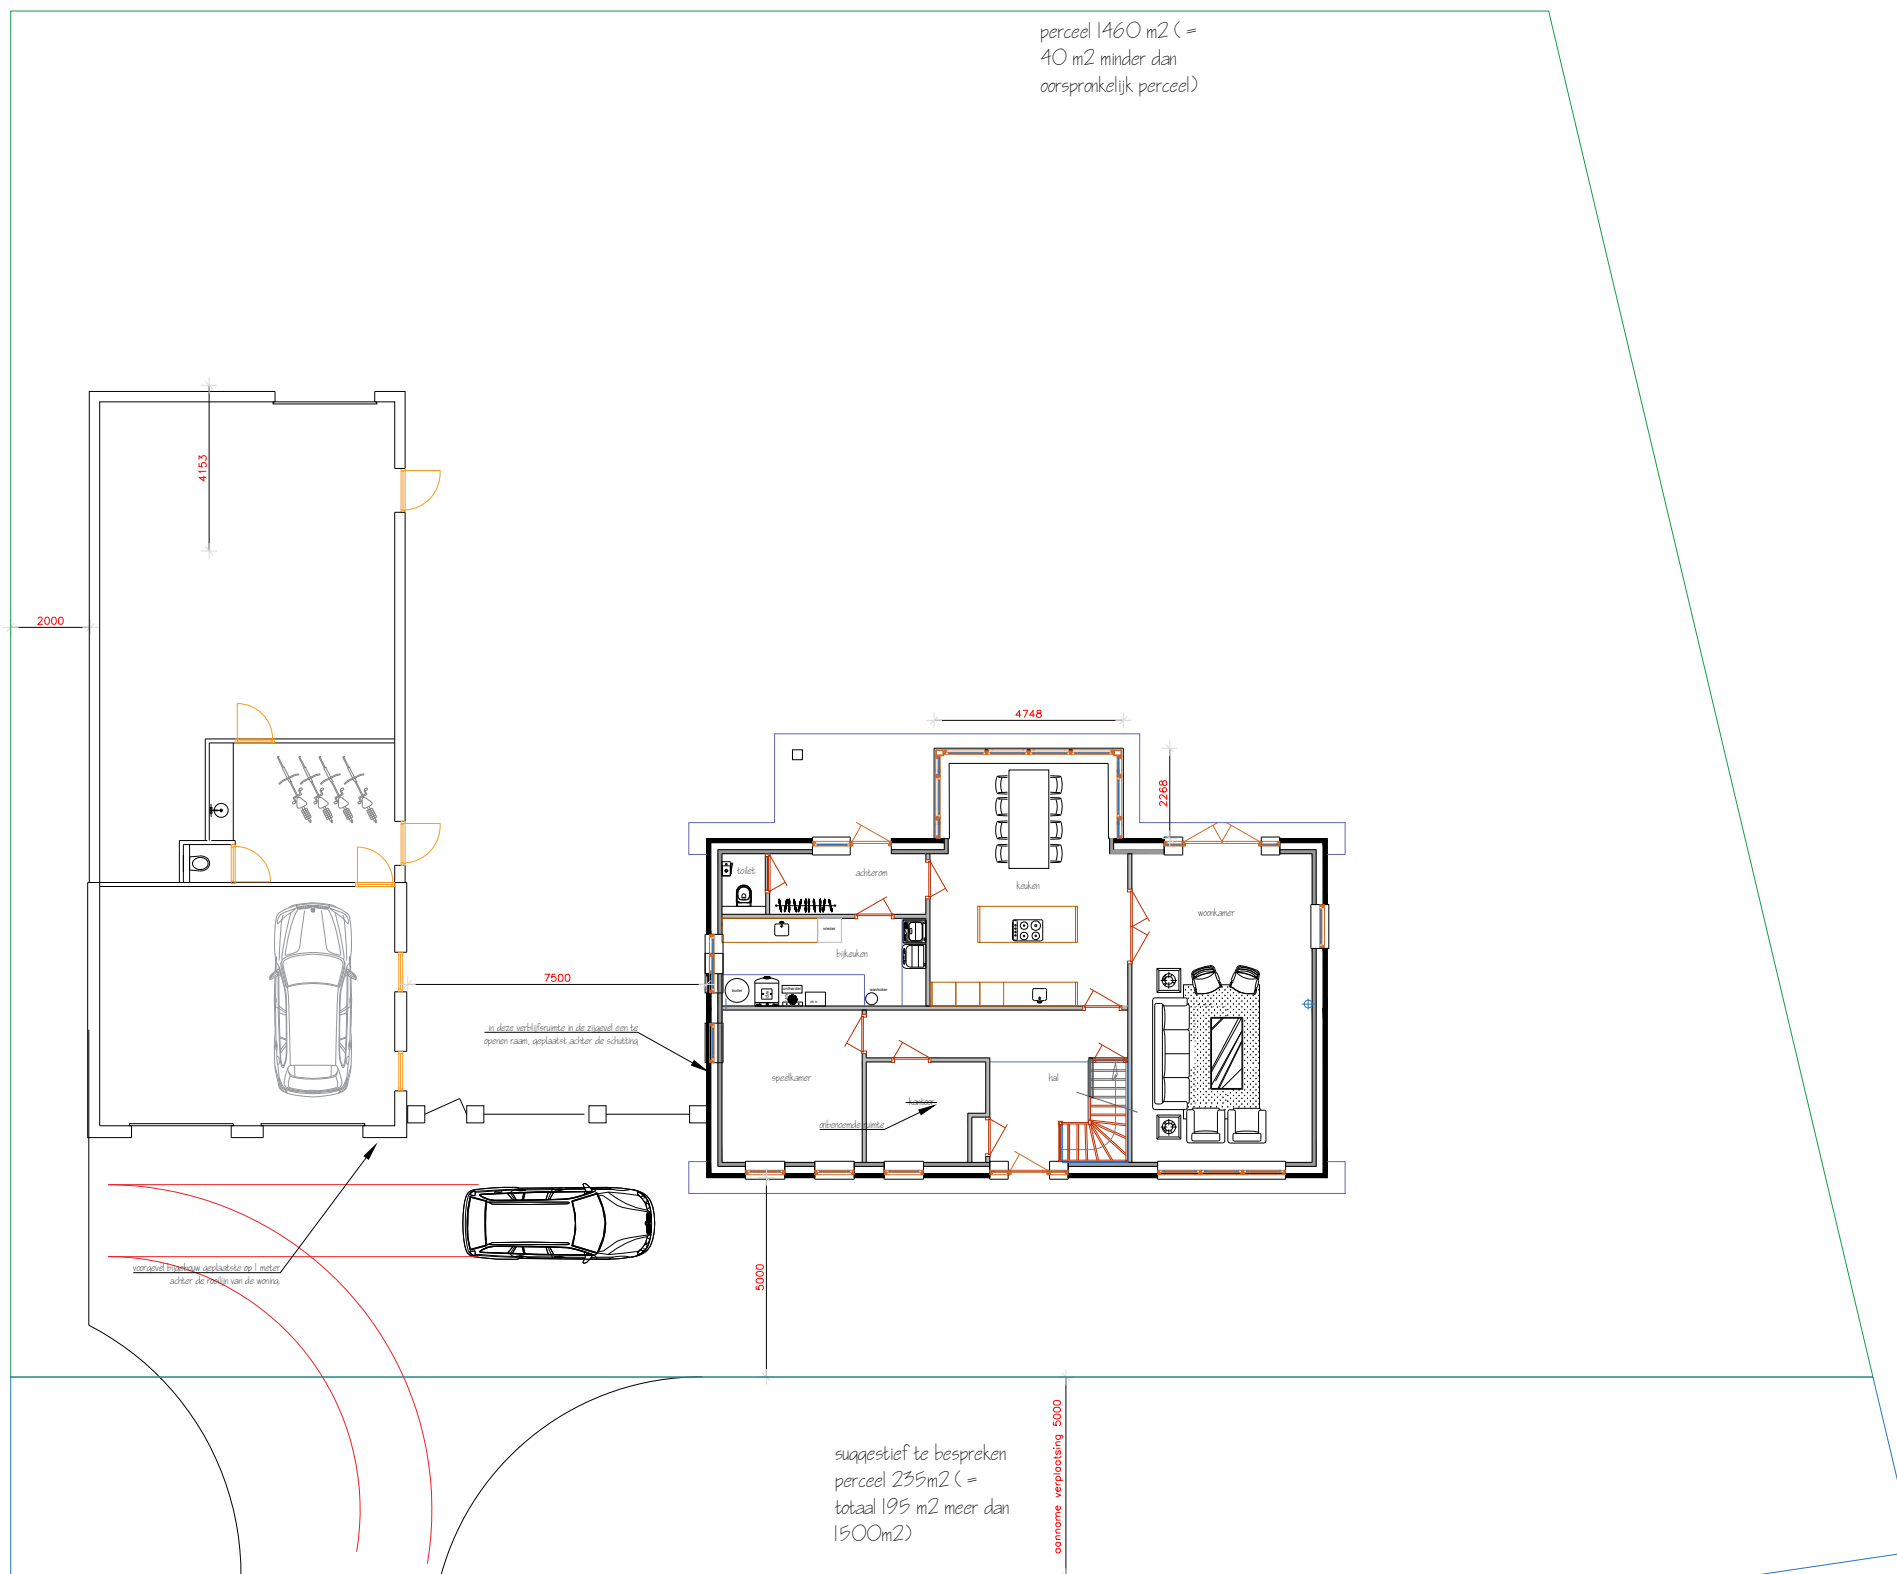 perceel 1460 m2 ( =
40 m2 minder dan
oorspronkelijk perceel)
4153
2000
4748
2268
toilet
achterom
keuken
woonkamer
vriezer
bijkeuken
boiler
wasmeker
7500
in deze verblijfsruimte in de zijgevel een te
openen raam, geplaatst achter de schutting
speelkamer
hal
kantoor
onbenoemde ruimte
voorgevel bijgebouw geplaatste op 1 meter
achter de rooilijn van de woning.
5000
aanname verplaatsing 5000
suggestief te bespreken
perceel 235m2 ( =
totaal 195 m2 meer dan
1500m2)